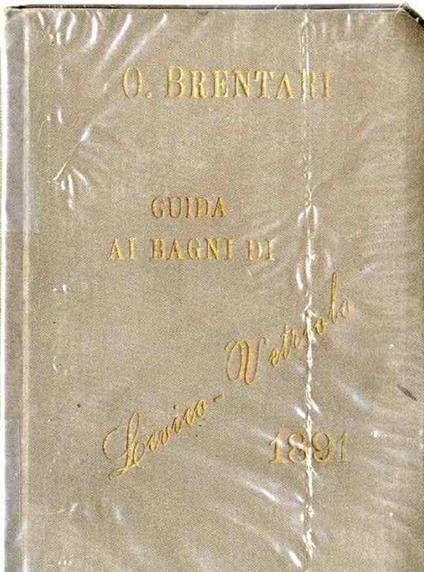 O. BRENTARI
GUIDA
AI BAGNI DI
Levico - Vetriolo
1891